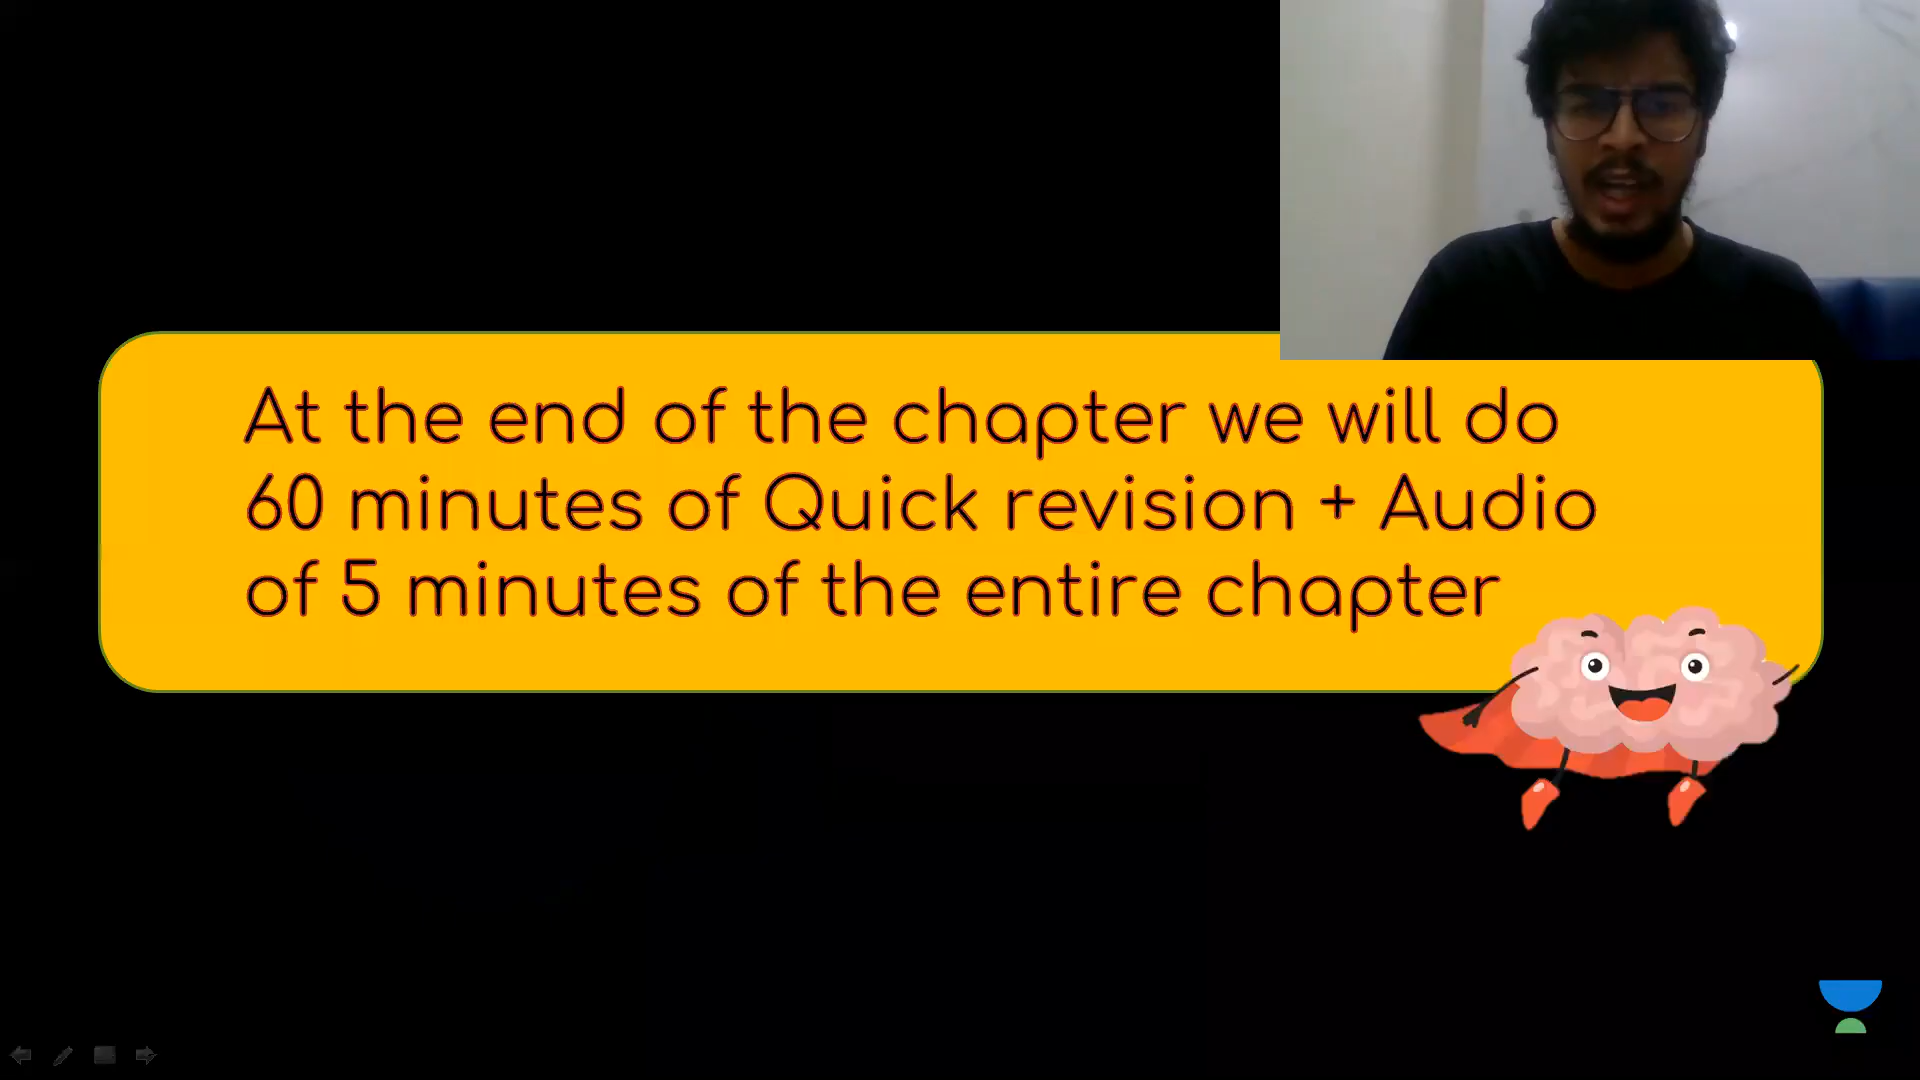 At the end of the chapter we will do
60 minutes of Quick revision + Audio
of 5 minutes of the entire chapter